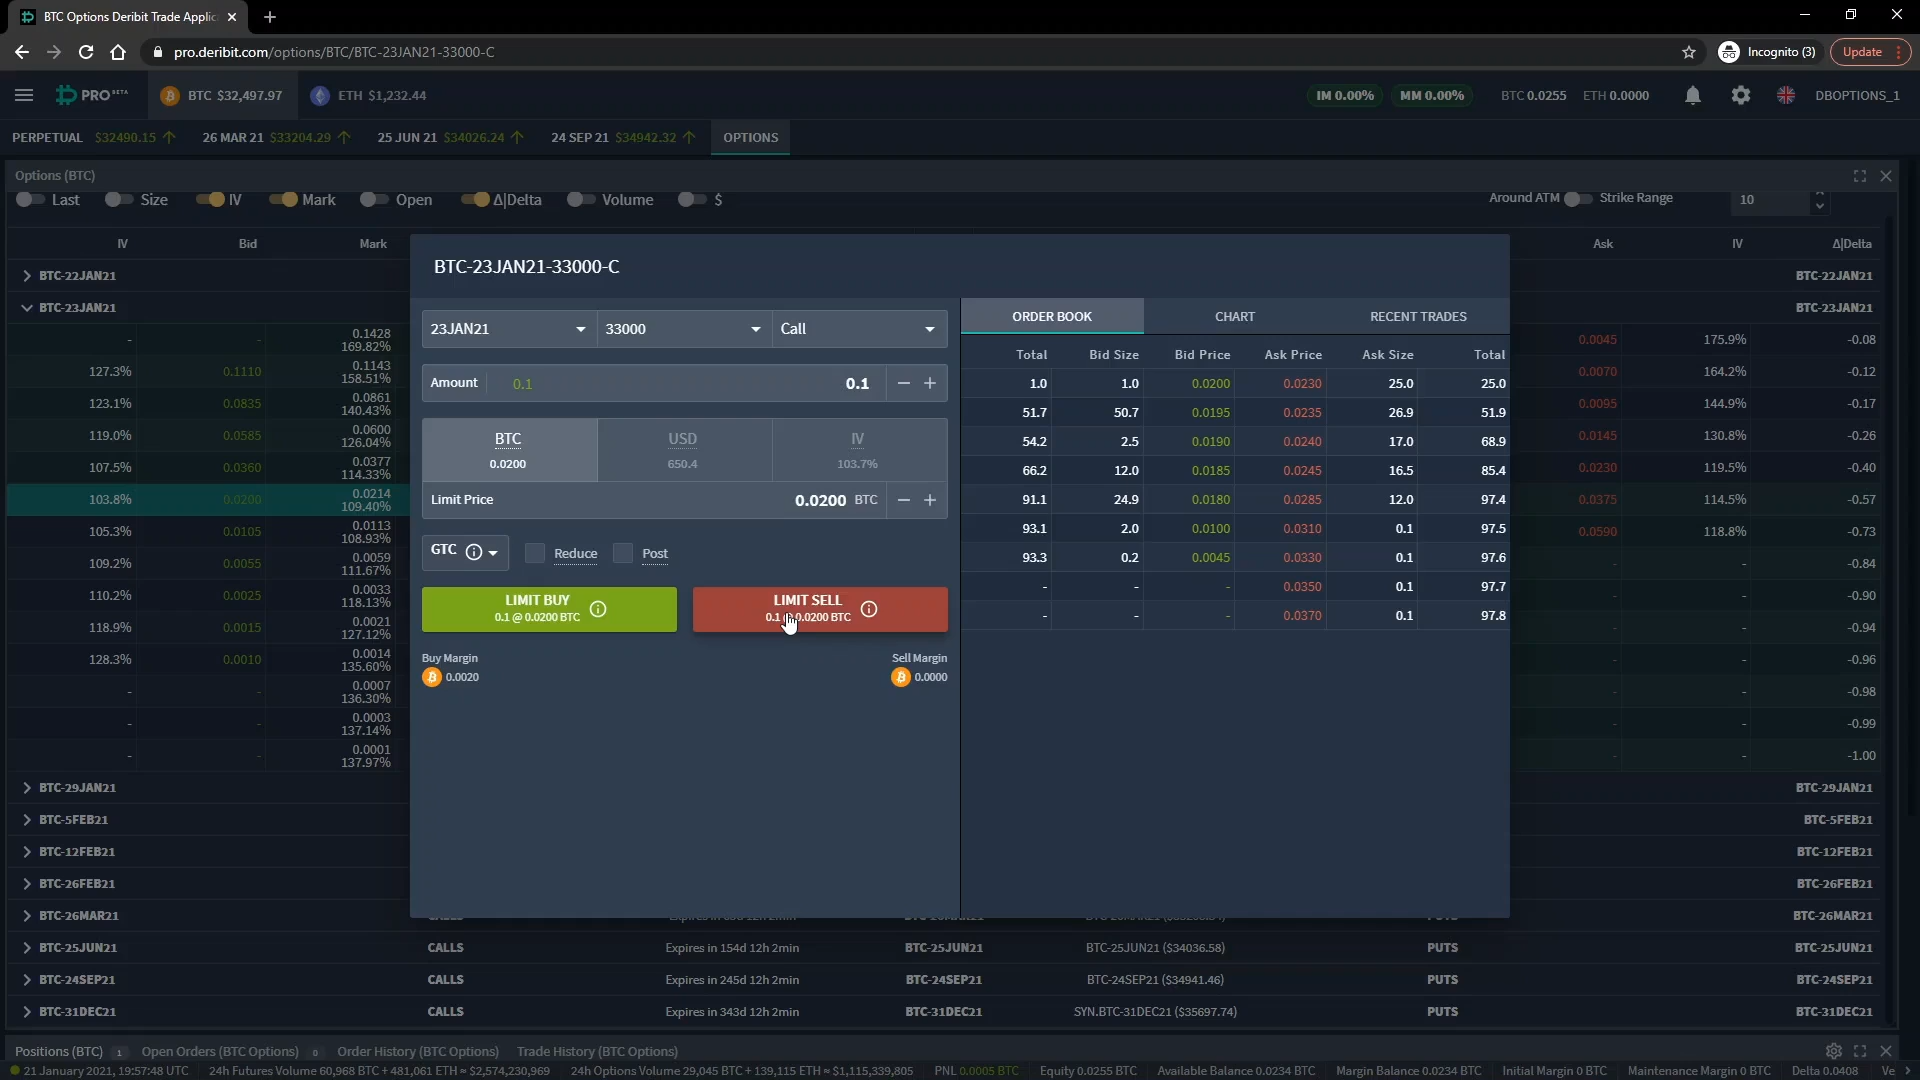 BTC Options Deribit Trade Applic
pro.deribit.com/options/BTC/BTC-23JAN21-33000-C
Incognito (3)
Update
PRO BETA
BTC $32,497.97
ETH $1,232.44
IM 0.00%
MM 0.00%
BTC 0.0255
ETH 0.0000
DBOPTIONS_1
PERPETUAL $32490.15
26 MAR 21 $33204.29
25 JUN 21 $34026.24
24 SEP 21 $34942.32
OPTIONS
Options (BTC)
Last Size IV Mark Open Δ|Delta Volume $
Around ATM Strike Range 10
IV Bid Mark Ask IV Δ|Delta
BTC-22JAN21 BTC-22JAN21
BTC-23JAN21 BTC-23JAN21
- - 0.1428 169.82% 0.0045 175.9% -0.08
127.3% 0.1110 0.1143 158.51% 0.0070 164.2% -0.12
123.1% 0.0835 0.0861 140.43% 0.0095 144.9% -0.17
119.0% 0.0585 0.0600 126.04% 0.0145 130.8% -0.26
107.5% 0.0360 0.0377 114.33% 0.0230 119.5% -0.40
103.8% 0.0200 0.0214 109.40% 0.0375 114.5% -0.57
105.3% 0.0105 0.0113 108.93% 0.0590 118.8% -0.73
109.2% 0.0055 0.0059 111.67% - - -0.84
110.2% 0.0025 0.0033 118.13% - - -0.90
118.9% 0.0015 0.0021 127.12% - - -0.94
128.3% 0.0010 0.0014 135.60% - - -0.96
- - 0.0007 136.30% - - -0.98
- - 0.0003 137.14% - - -0.99
- - 0.0001 137.97% - - -1.00
BTC-23JAN21-33000-C
23JAN21 33000 Call
Amount 0.1 0.1 − +
BTC USD IV
0.0200 650.4 103.7%
Limit Price 0.0200 BTC − +
GTC Reduce Post
LIMIT BUY
0.1 @ 0.0200 BTC
LIMIT SELL
0.1 @ 0.0200 BTC
Buy Margin Sell Margin
0.0020 0.0000
ORDER BOOK CHART RECENT TRADES
Total Bid Size Bid Price Ask Price Ask Size Total
1.0 1.0 0.0200 0.0230 25.0 25.0
51.7 50.7 0.0195 0.0235 26.9 51.9
54.2 2.5 0.0190 0.0240 17.0 68.9
66.2 12.0 0.0185 0.0245 16.5 85.4
91.1 24.9 0.0180 0.0285 12.0 97.4
93.1 2.0 0.0100 0.0310 0.1 97.5
93.3 0.2 0.0045 0.0330 0.1 97.6
- - - 0.0350 0.1 97.7
- - - 0.0370 0.1 97.8
BTC-29JAN21 BTC-29JAN21
BTC-5FEB21 BTC-5FEB21
BTC-12FEB21 BTC-12FEB21
BTC-26FEB21 BTC-26FEB21
BTC-26MAR21 BTC-26MAR21
BTC-25JUN21 CALLS Expires in 154d 12h 2min BTC-25JUN21 BTC-25JUN21 ($34036.58) PUTS BTC-25JUN21
BTC-24SEP21 CALLS Expires in 245d 12h 2min BTC-24SEP21 BTC-24SEP21 ($34941.46) PUTS BTC-24SEP21
BTC-31DEC21 CALLS Expires in 343d 12h 2min BTC-31DEC21 SYN.BTC-31DEC21 ($35697.74) PUTS BTC-31DEC21
Positions (BTC) 1 Open Orders (BTC Options) 0 Order History (BTC Options) Trade History (BTC Options)
21 January 2021, 19:57:48 UTC 24h Futures Volume 60,968 BTC + 481,061 ETH ≈ $2,574,230,969 24h Options Volume 29,045 BTC + 139,115 ETH ≈ $1,115,339,805 PNL 0.0005 BTC Equity 0.0255 BTC Available Balance 0.0234 BTC Margin Balance 0.0234 BTC Initial Margin 0 BTC Maintenance Margin 0 BTC Delta 0.0408 Ve